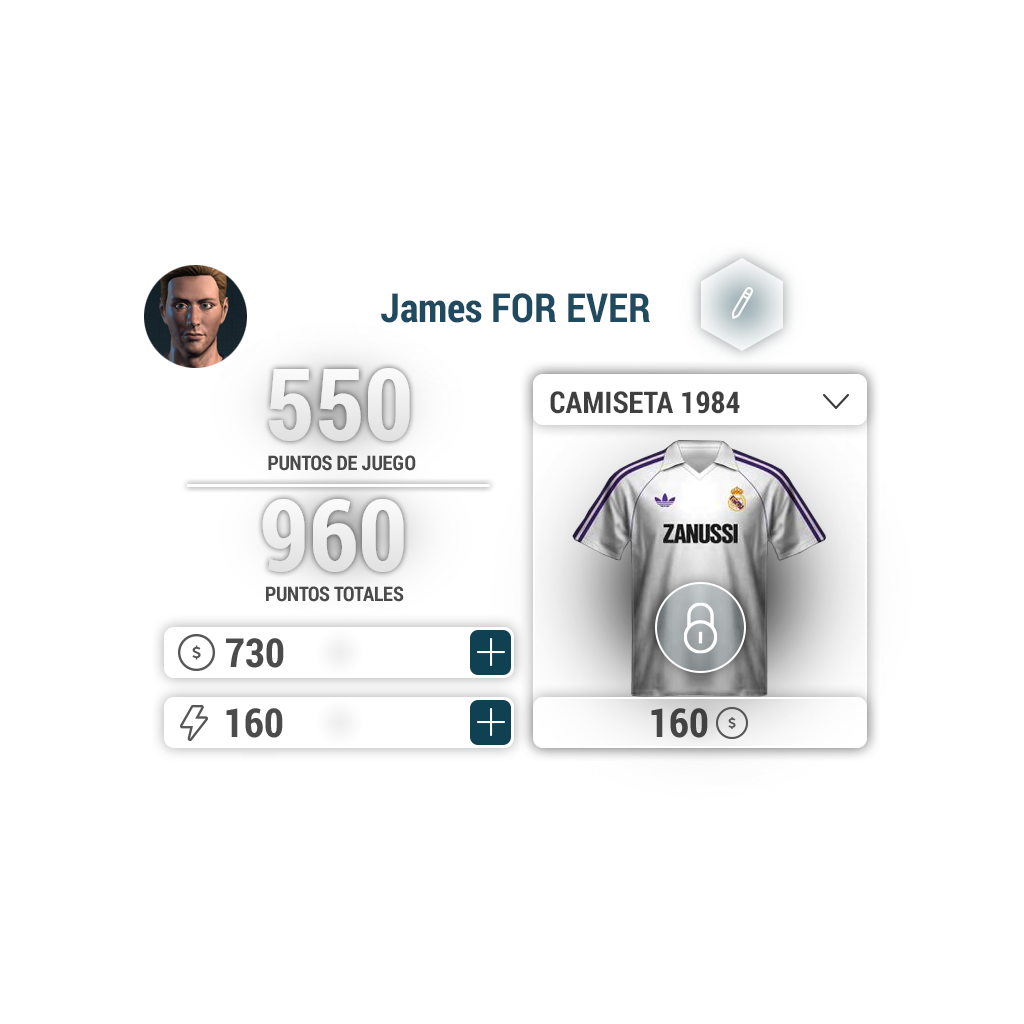 James FOR EVER
550
PUNTOS DE JUEGO
960
PUNTOS TOTALES
$ 730
160
CAMISETA 1984
ZANUSSI
160 $